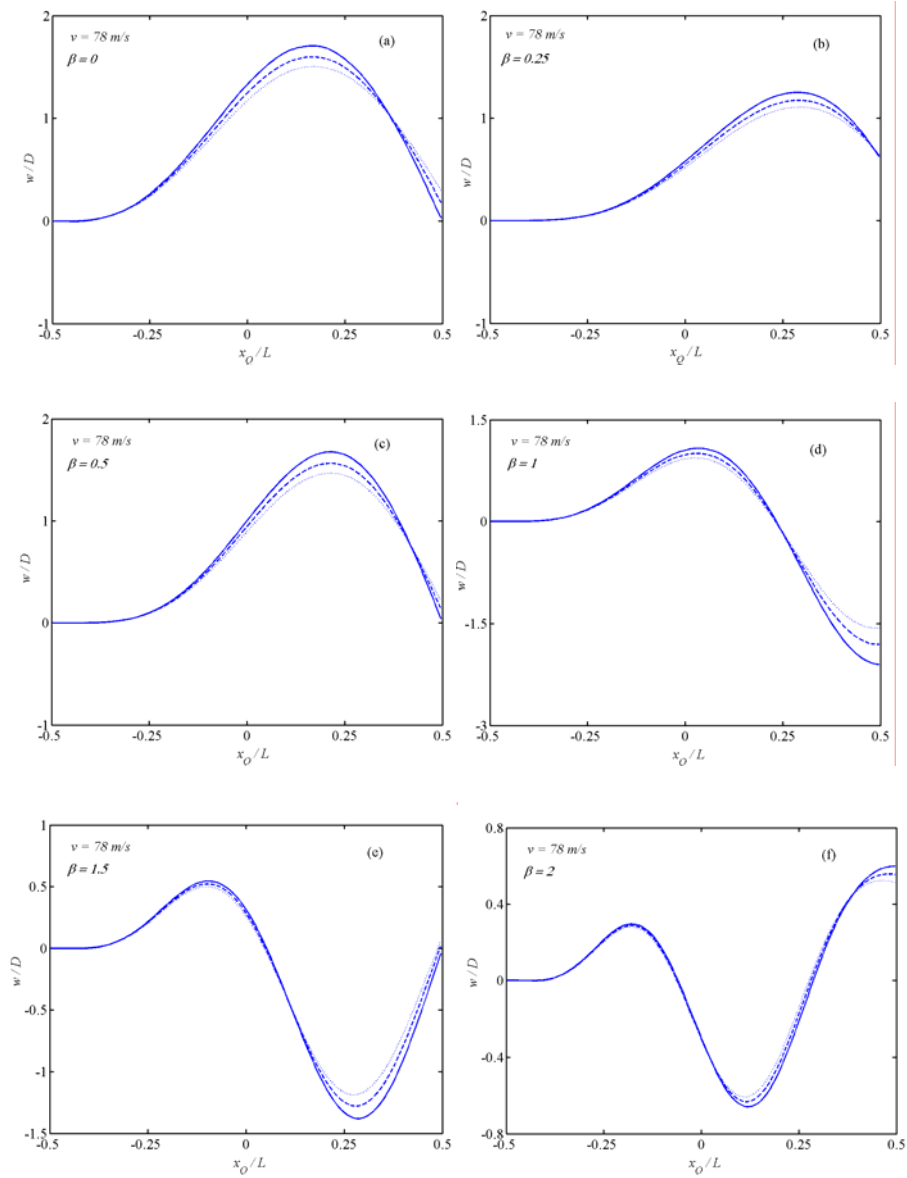 2
v = 78 m/s
(a)
β = 0
1
w / D
0
-1
-0.5
-0.25
0
0.25
0.5
x_Q / L
2
v = 78 m/s
(b)
β = 0.25
1
w / D
0
-1
-0.5
-0.25
0
0.25
0.5
x_Q / L
2
v = 78 m/s
(c)
β = 0.5
1
w / D
0
-1
-0.5
-0.25
0
0.25
0.5
x_Q / L
1.5
v = 78 m/s
(d)
β = 1
0
w / D
-1.5
-3
-0.5
-0.25
0
0.25
0.5
x_Q / L
1
v = 78 m/s
(e)
β = 1.5
0.5
0
w / D
-0.5
-1
-1.5
-0.5
-0.25
0
0.25
0.5
x_Q / L
0.8
v = 78 m/s
(f)
β = 2
0.4
w / D
0
-0.4
-0.8
-0.5
-0.25
0
0.25
0.5
x_Q / L